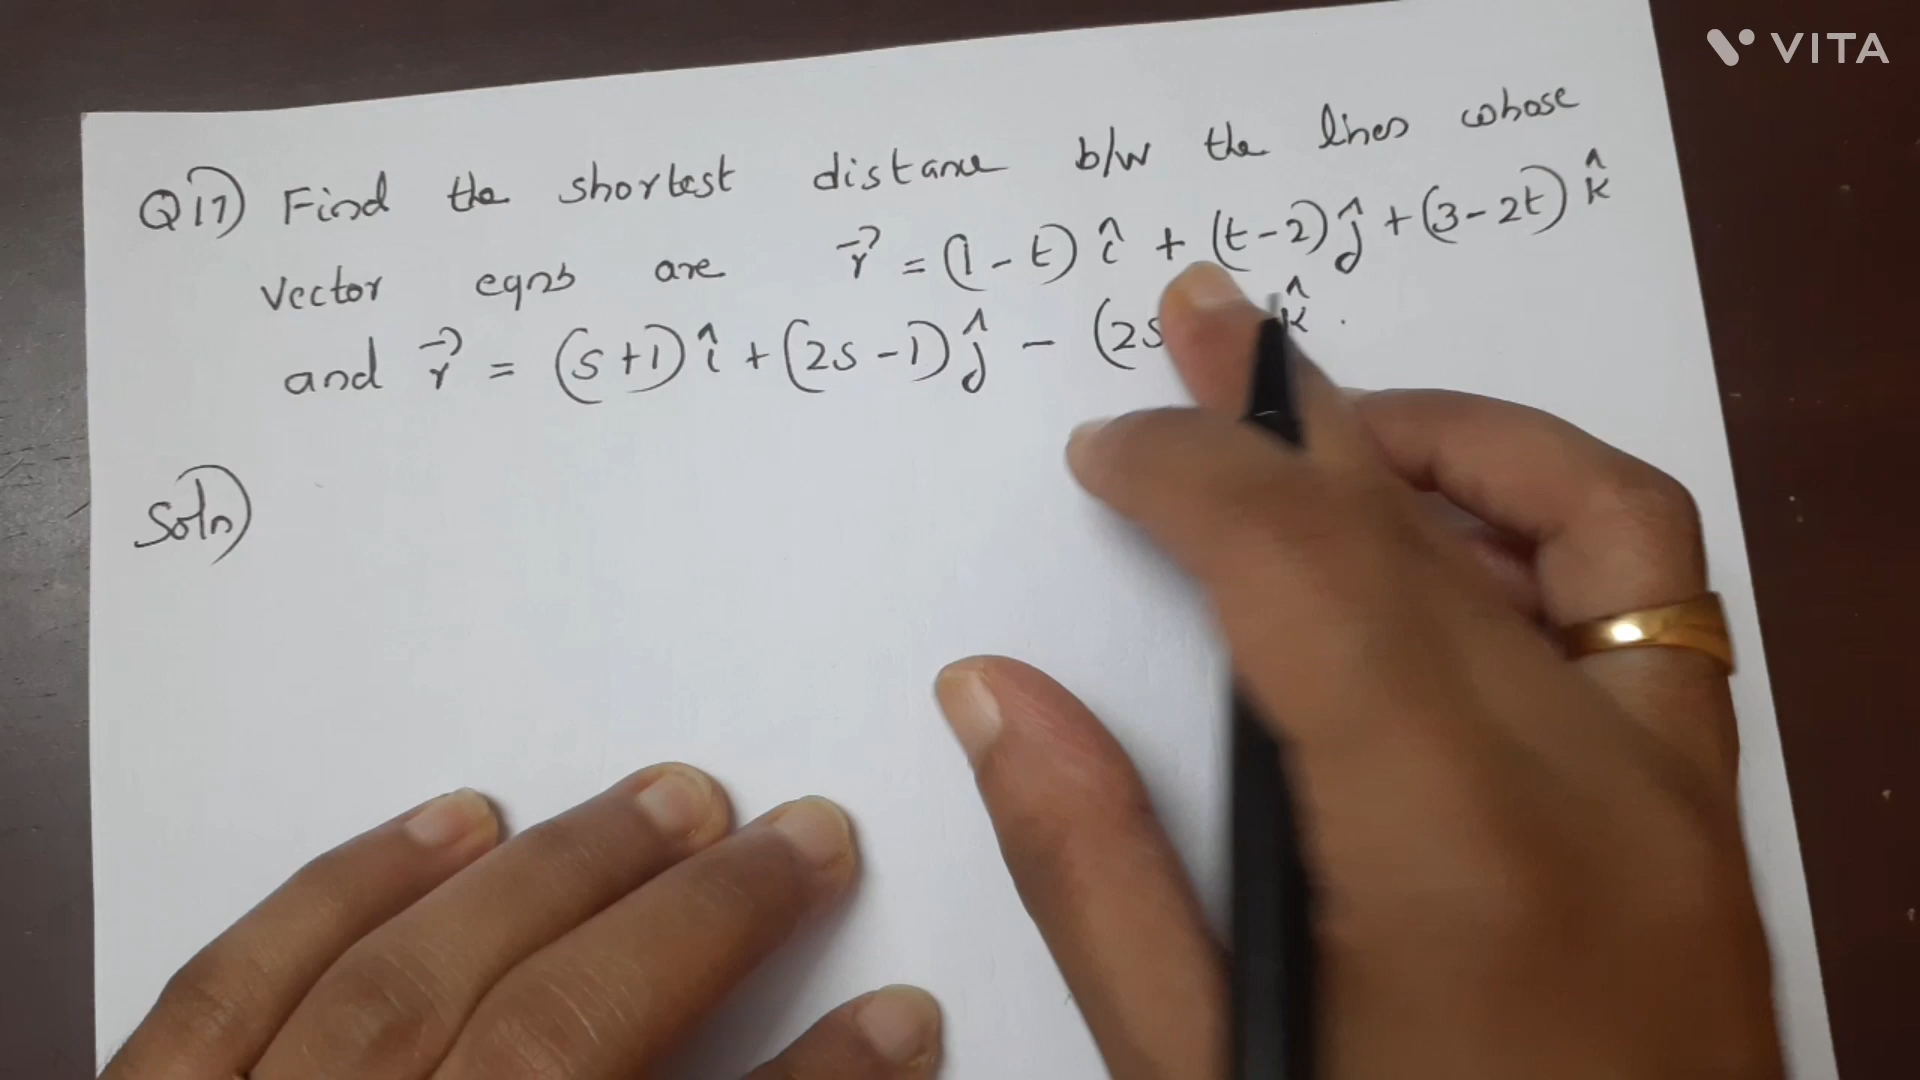 VITA
Q17) Find the shortest distance b/w the lines whose
vector eqns are r⃗ = (1-t) î + (t-2) ĵ + (3-2t) k̂
and r⃗ = (s+1) î + (2s-1) ĵ - (2s k̂.
Soln)